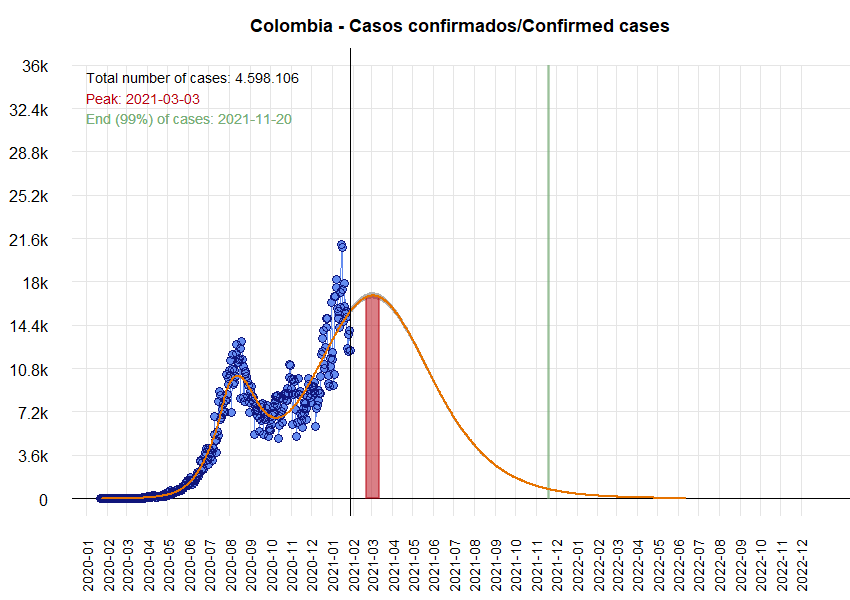 Colombia - Casos confirmados/Confirmed cases
36k
32.4k
28.8k
25.2k
21.6k
18k
14.4k
10.8k
7.2k
3.6k
0
Total number of cases: 4.598.106
Peak: 2021-03-03
End (99%) of cases: 2021-11-20
2020-01
2020-02
2020-03
2020-04
2020-05
2020-06
2020-07
2020-08
2020-09
2020-10
2020-11
2020-12
2021-01
2021-02
2021-03
2021-04
2021-05
2021-06
2021-07
2021-08
2021-09
2021-10
2021-11
2021-12
2022-01
2022-02
2022-03
2022-04
2022-05
2022-06
2022-07
2022-08
2022-09
2022-10
2022-11
2022-12